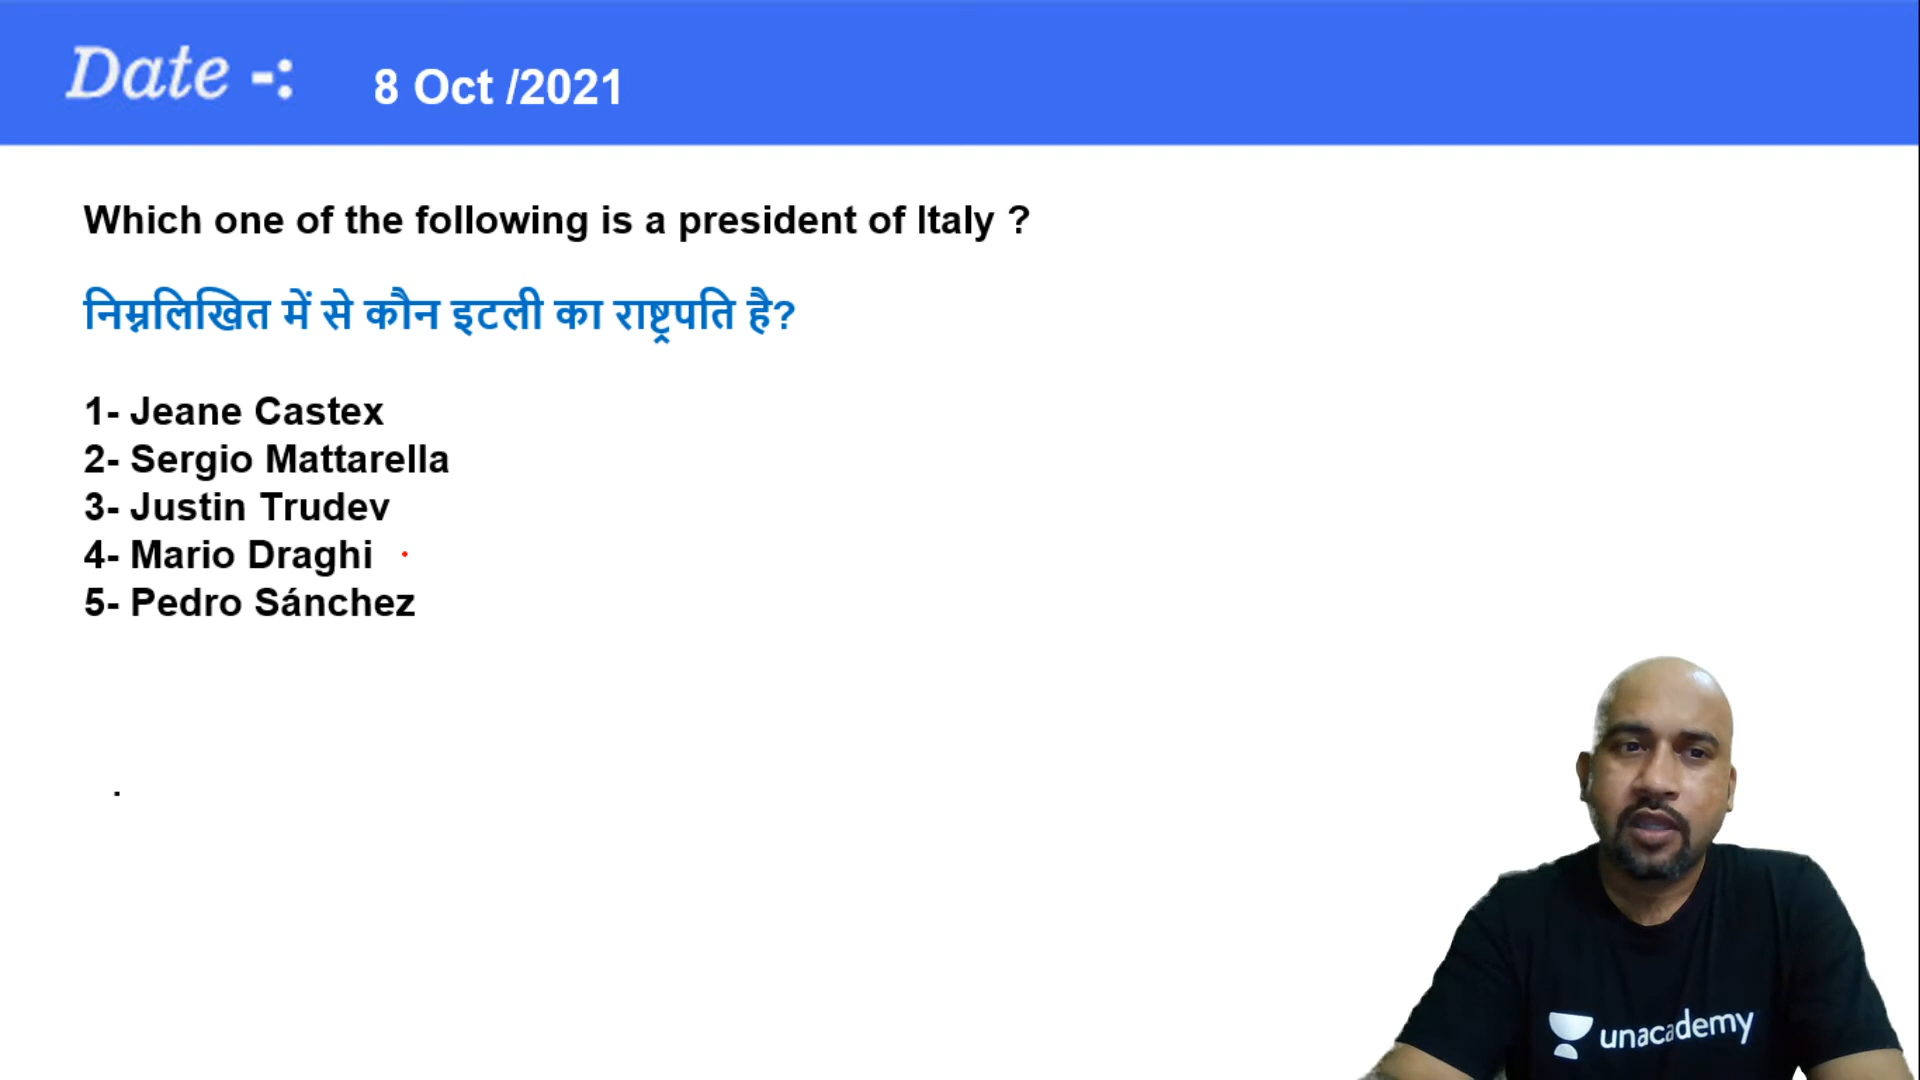 Date -: 8 Oct /2021
Which one of the following is a president of Italy ?
निम्नलिखित में से कौन इटली का राष्ट्रपति है?
1- Jeane Castex
2- Sergio Mattarella
3- Justin Trudev
4- Mario Draghi
5- Pedro Sánchez
.
unacademy